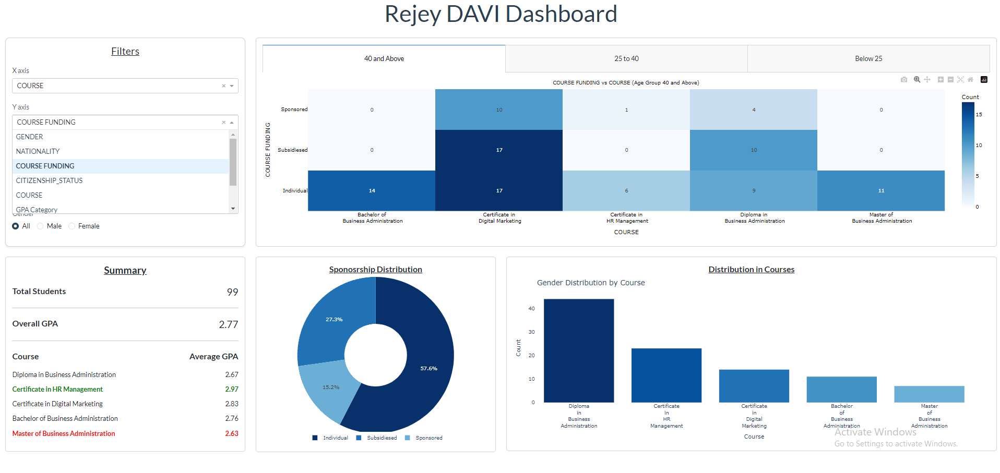 Rejey DAVI Dashboard
Filters
X axis
COURSE
Y axis
COURSE FUNDING
GENDER
NATIONALITY
COURSE FUNDING
CITIZENSHIP_STATUS
COURSE
GPA Category
Gender
All Male Female
40 and Above
25 to 40
Below 25
COURSE FUNDING vs COURSE (Age Group 40 and Above)
COURSE FUNDING
Sponsored 0 10 1 4 0
Subsidiesed 0 17 0 10 0
Individual 14 17 6 9 11
Bachelor of
Business Administration
Certificate in
Digital Marketing
Certificate in
HR Management
Diploma in
Business Administration
Master of
Business Administration
COURSE
Count
15
10
5
0
Summary
Total Students 99
Overall GPA 2.77
Course Average GPA
Diploma in Business Administration 2.67
Certificate in HR Management 2.97
Certificate in Digital Marketing 2.83
Bachelor of Business Administration 2.76
Master of Business Administration 2.63
Sponosrship Distribution
27.3%
57.6%
15.2%
Individual Subsidiesed Sponsored
Distribution in Courses
Gender Distribution by Course
Count
40
30
20
10
0
Diploma
in
Business
Administration
Certificate
in
HR
Management
Certificate
in
Digital
Marketing
Bachelor
of
Business
Administration
Master
of
Business
Administration
Course
Activate Windows
Go to Settings to activate Windows.